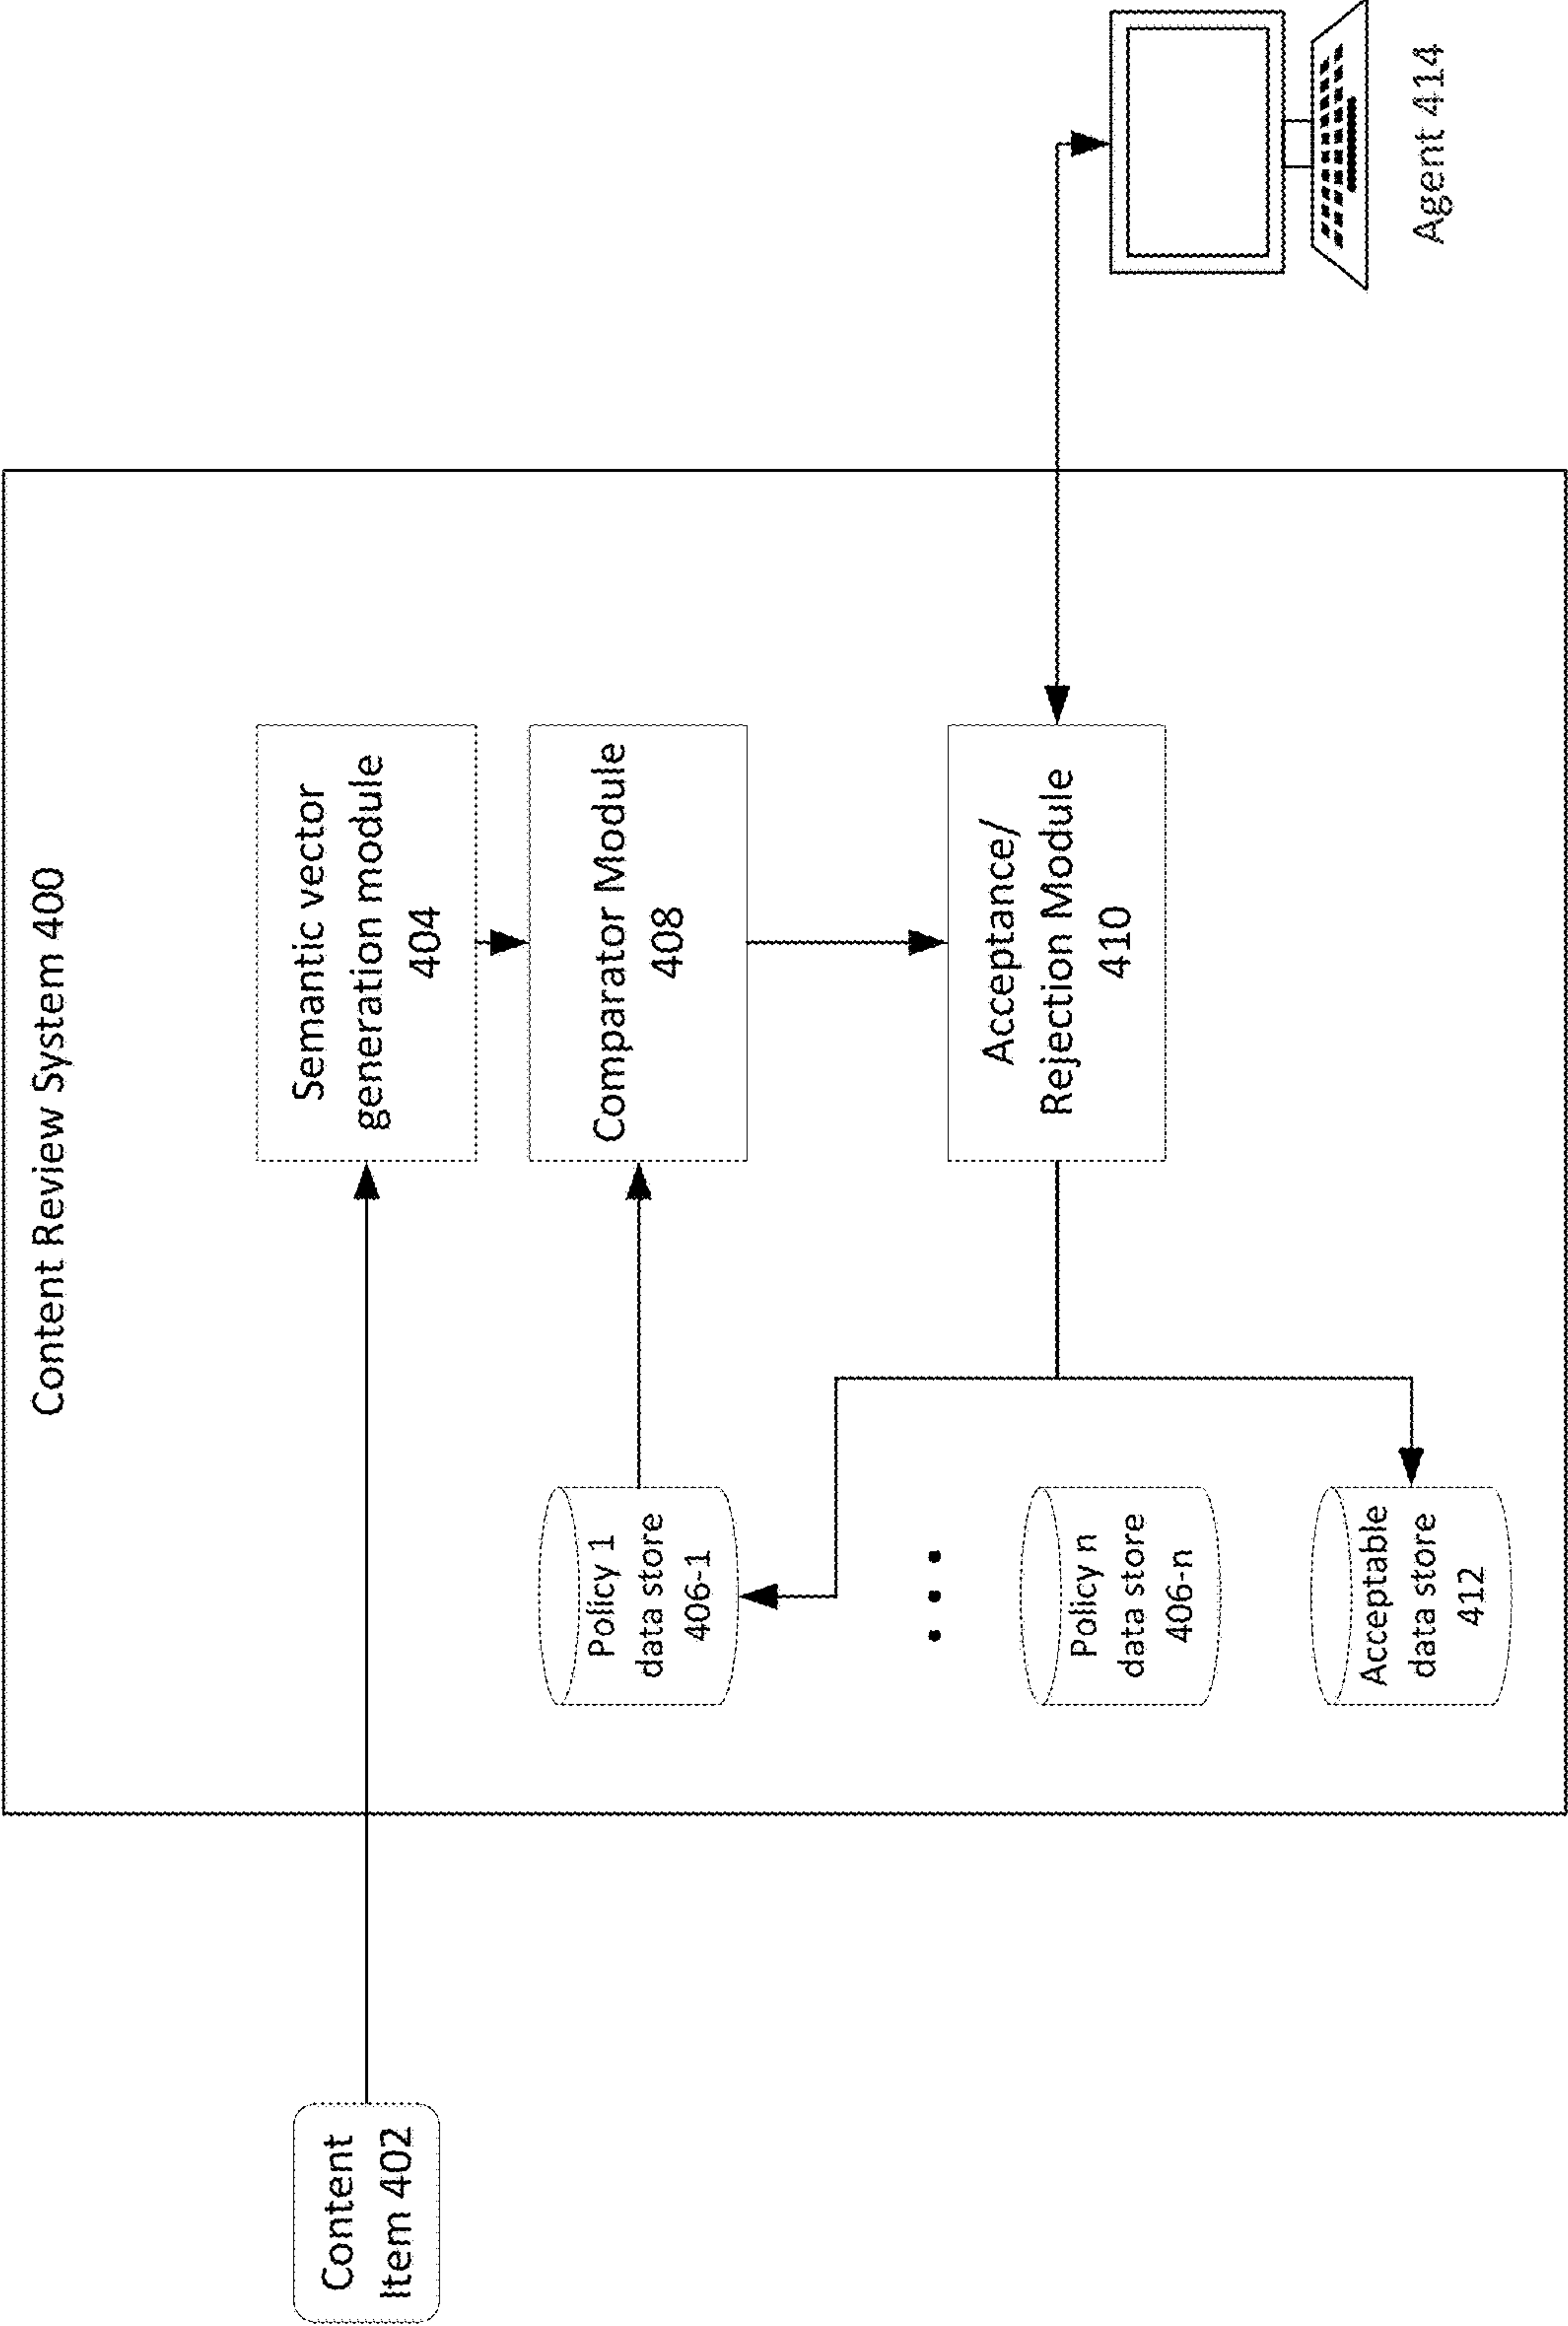 Content Review System 400
Content
Item 402
Semantic vector
generation module
404
Policy 1
data store
406-1
Comparator Module
408
Policy n
data store
406-n
Acceptance/
Rejection Module
410
Acceptable
data store
412
Agent 414